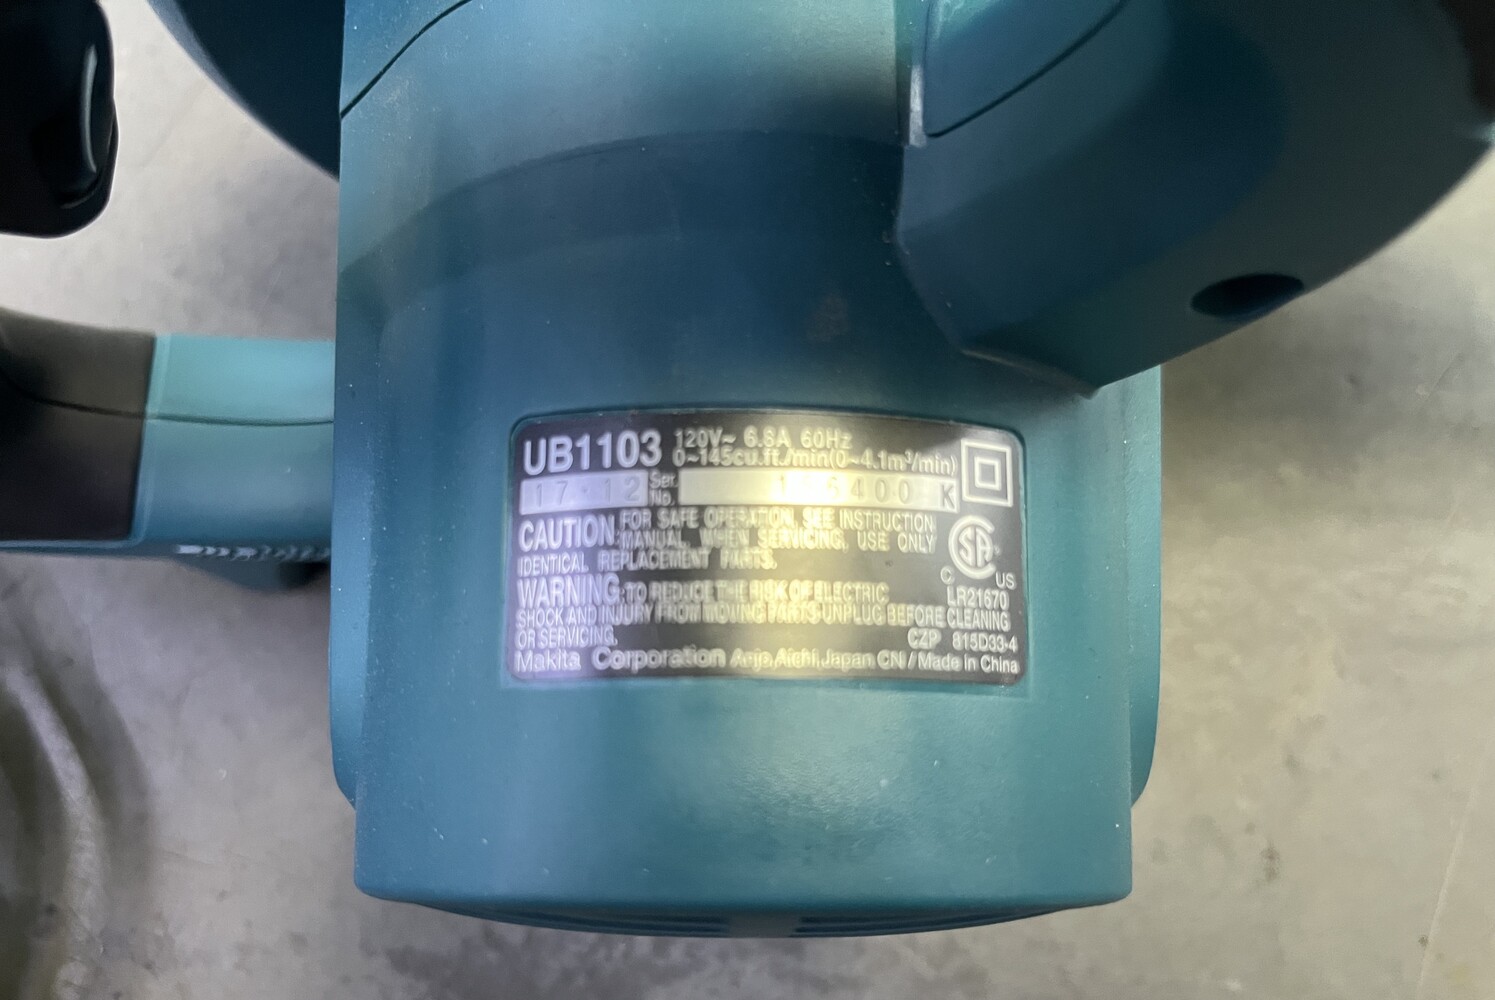 UB1103 120V~ 6.8A 60Hz
0~145cu.ft./min(0~4.1m³/min)
17·12 Ser. No. 400 K
CAUTION: FOR SAFE OPERATION, SEE INSTRUCTION
MANUAL, WHEN SERVICING, USE ONLY
IDENTICAL REPLACEMENT PARTS.
WARNING: TO REDUCE THE RISK OF ELECTRIC
SHOCK AND INJURY FROM MOVING PARTS UNPLUG BEFORE CLEANING
OR SERVICING.
C US
LR21670
CZP 815D33-4
Makita Corporation Anjo, Aichi, Japan CN / Made in China